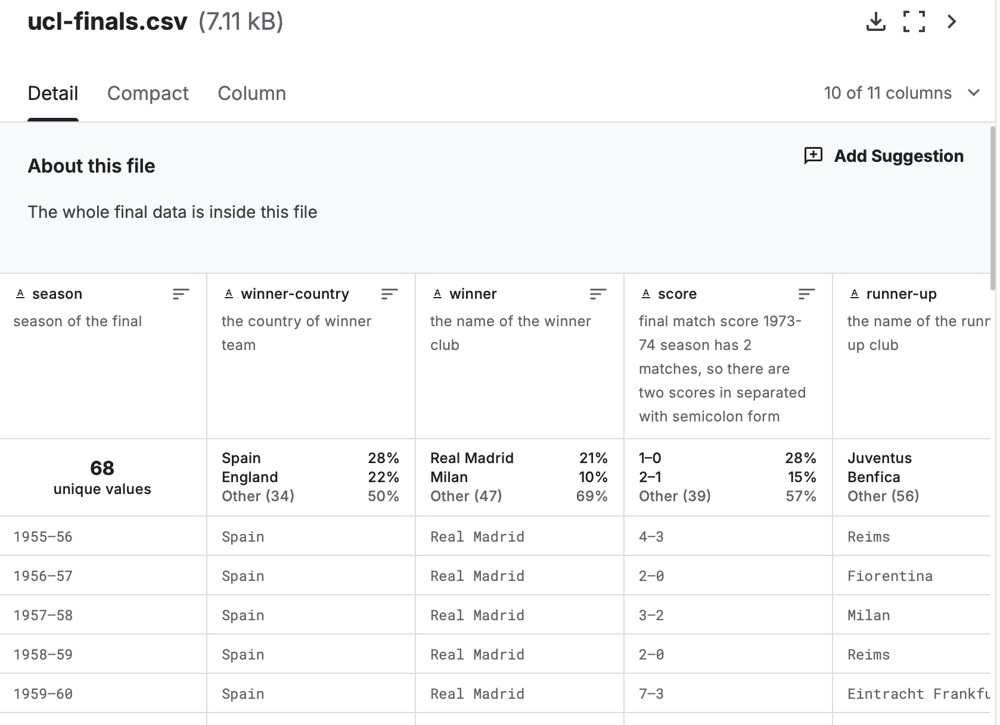 ucl-finals.csv (7.11 kB)
Detail Compact Column 10 of 11 columns
About this file
Add Suggestion
The whole final data is inside this file
A season
season of the final
A winner-country
the country of winner
team
A winner
the name of the winner
club
A score
final match score 1973-
74 season has 2
matches, so there are
two scores in separated
with semicolon form
A runner-up
the name of the runn
up club
68
unique values
Spain 28%
England 22%
Other (34) 50%
Real Madrid 21%
Milan 10%
Other (47) 69%
1–0 28%
2–1 15%
Other (39) 57%
Juventus
Benfica
Other (56)
1955–56 Spain Real Madrid 4–3 Reims
1956–57 Spain Real Madrid 2–0 Fiorentina
1957–58 Spain Real Madrid 3–2 Milan
1958–59 Spain Real Madrid 2–0 Reims
1959–60 Spain Real Madrid 7–3 Eintracht Frankfu